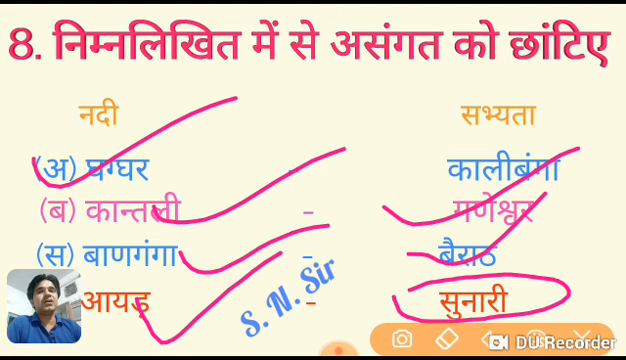 8. निम्नलिखित में से असंगत को छांटिए
नदी सभ्यता
(अ) घग्घर - कालीबंगा
(ब) कान्तली - गणेश्वर
(स) बाणगंगा - बैराठ
आयड़ - सुनारी
S. N. Sir
DU Recorder